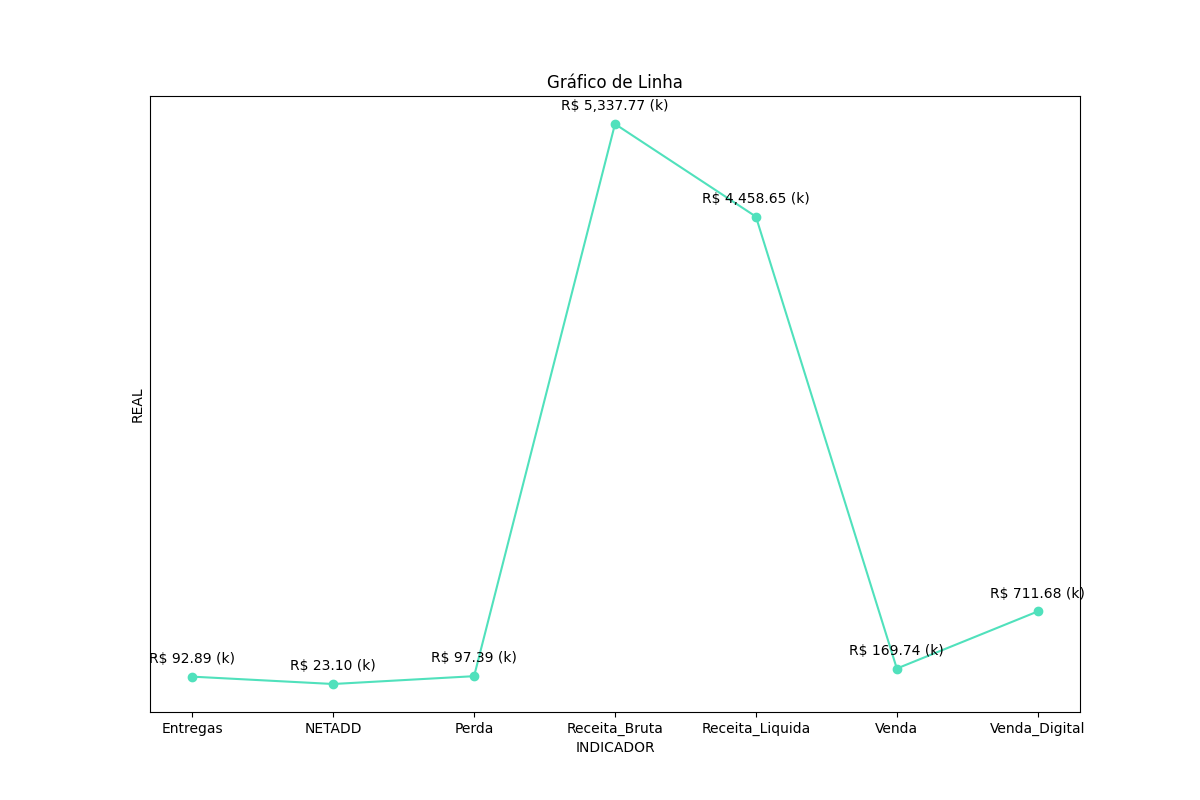 Gráfico de Linha
R$ 5,337.77 (k)
R$ 4,458.65 (k)
REAL
R$ 711.68 (k)
R$ 92.89 (k)
R$ 23.10 (k)
R$ 97.39 (k)
R$ 169.74 (k)
Entregas
NETADD
Perda
Receita_Bruta
Receita_Liquida
Venda
Venda_Digital
INDICADOR